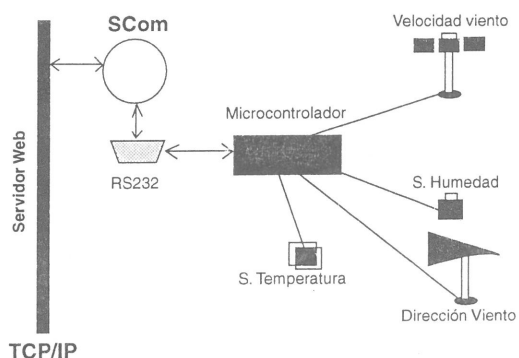 Velocidad viento
SCom
Microcontrolador
Servidor Web
RS232
S. Humedad
S. Temperatura
Dirección Viento
TCP/IP